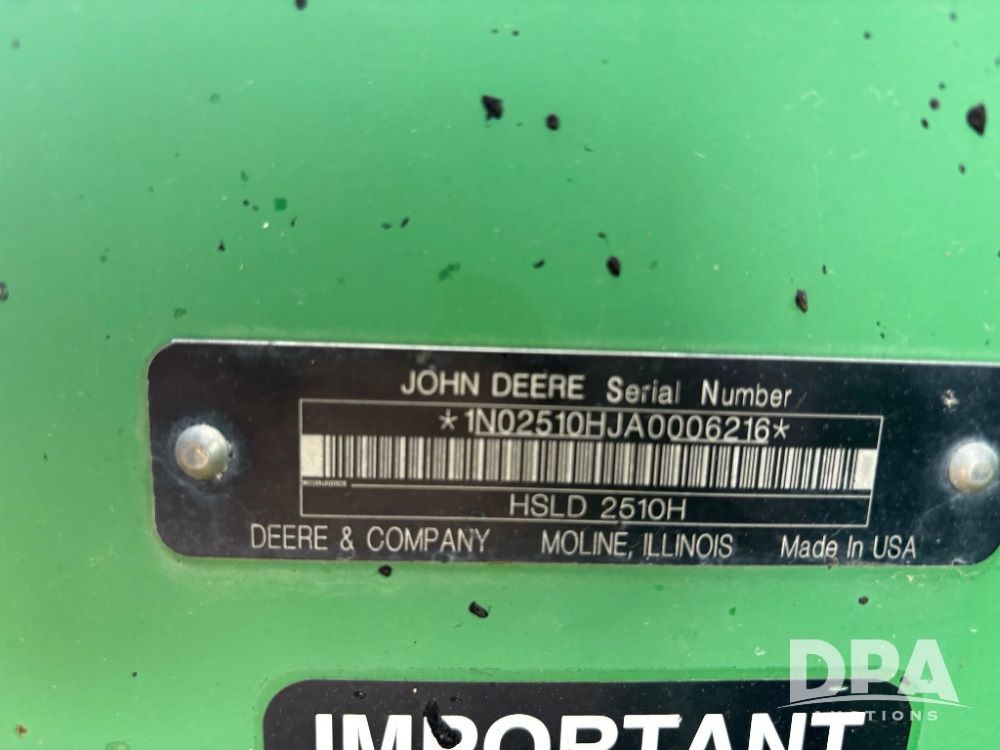 JOHN DEERE Serial Number
*1N02510HJA0006216*
HSLD 2510H
DEERE & COMPANY MOLINE, ILLINOIS Made In USA
DPA
AUCTIONS
IMPORTANT